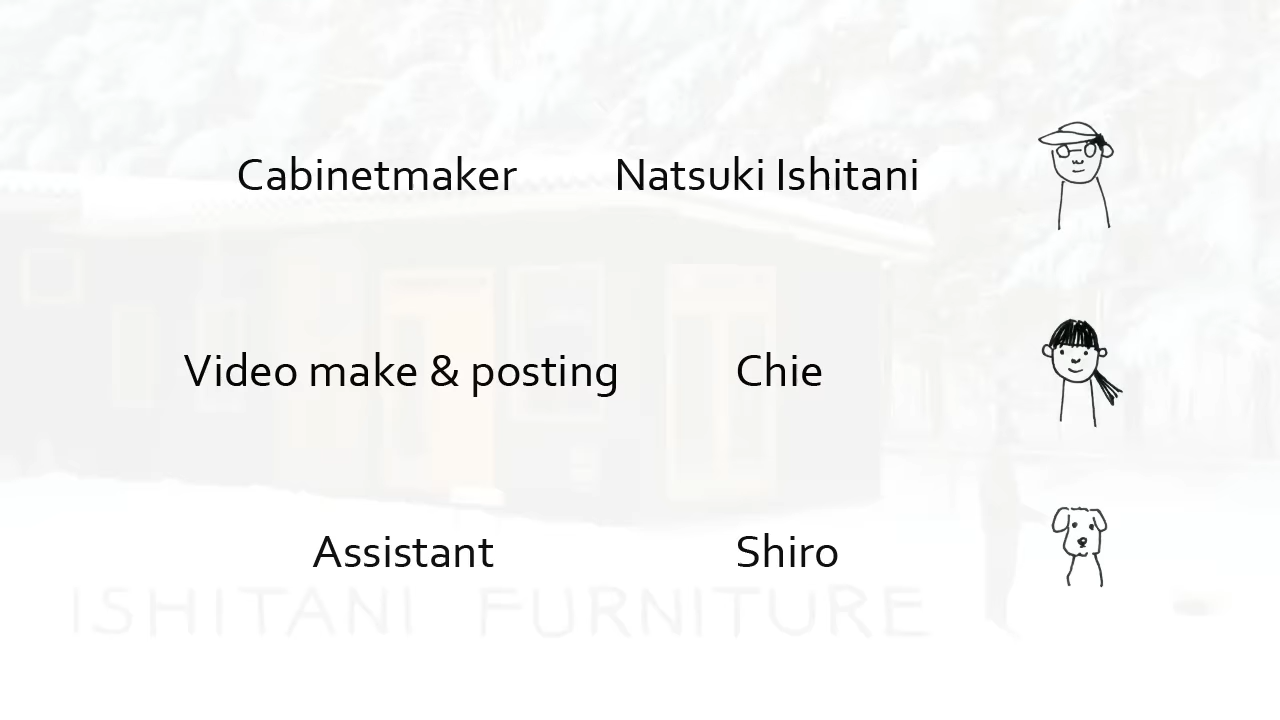 Cabinetmaker Natsuki Ishitani
Video make & posting Chie
Assistant Shiro
ISHITANI FURNITURE